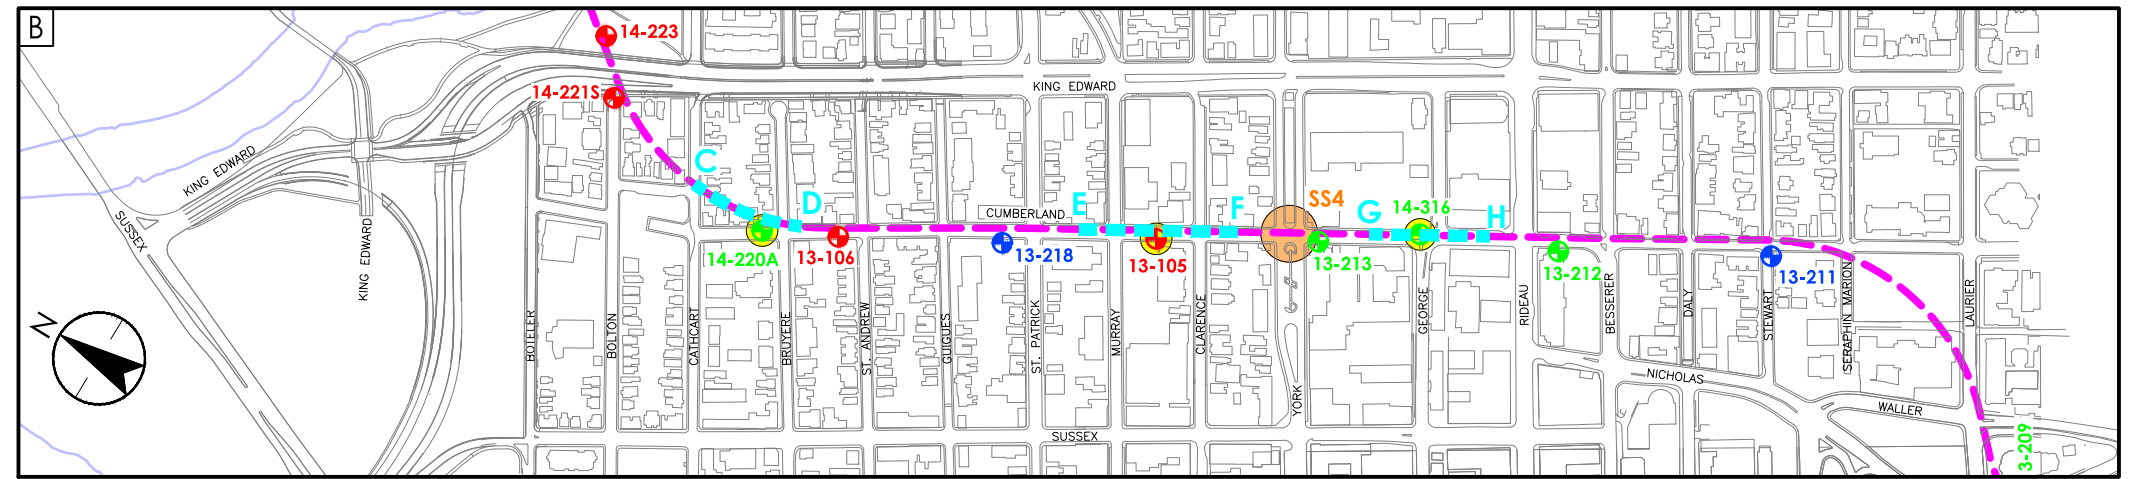 B
14-223
14-221S
KING EDWARD
KING EDWARD
KING EDWARD
SUSSEX
C
D
CUMBERLAND
E
F
SS4
G
14-316
H
14-220A
13-106
13-218
13-105
13-213
13-212
13-211
N
BOTELER
BOLTON
CATHCART
BRUYERE
ST. ANDREW
GUIGUES
ST. PATRICK
MURRAY
CLARENCE
YORK
GEORGE
RIDEAU
BESSERER
DALY
STEWART
SERAPHIN MARION
LAURIER
NICHOLAS
WALLER
SUSSEX
3-209